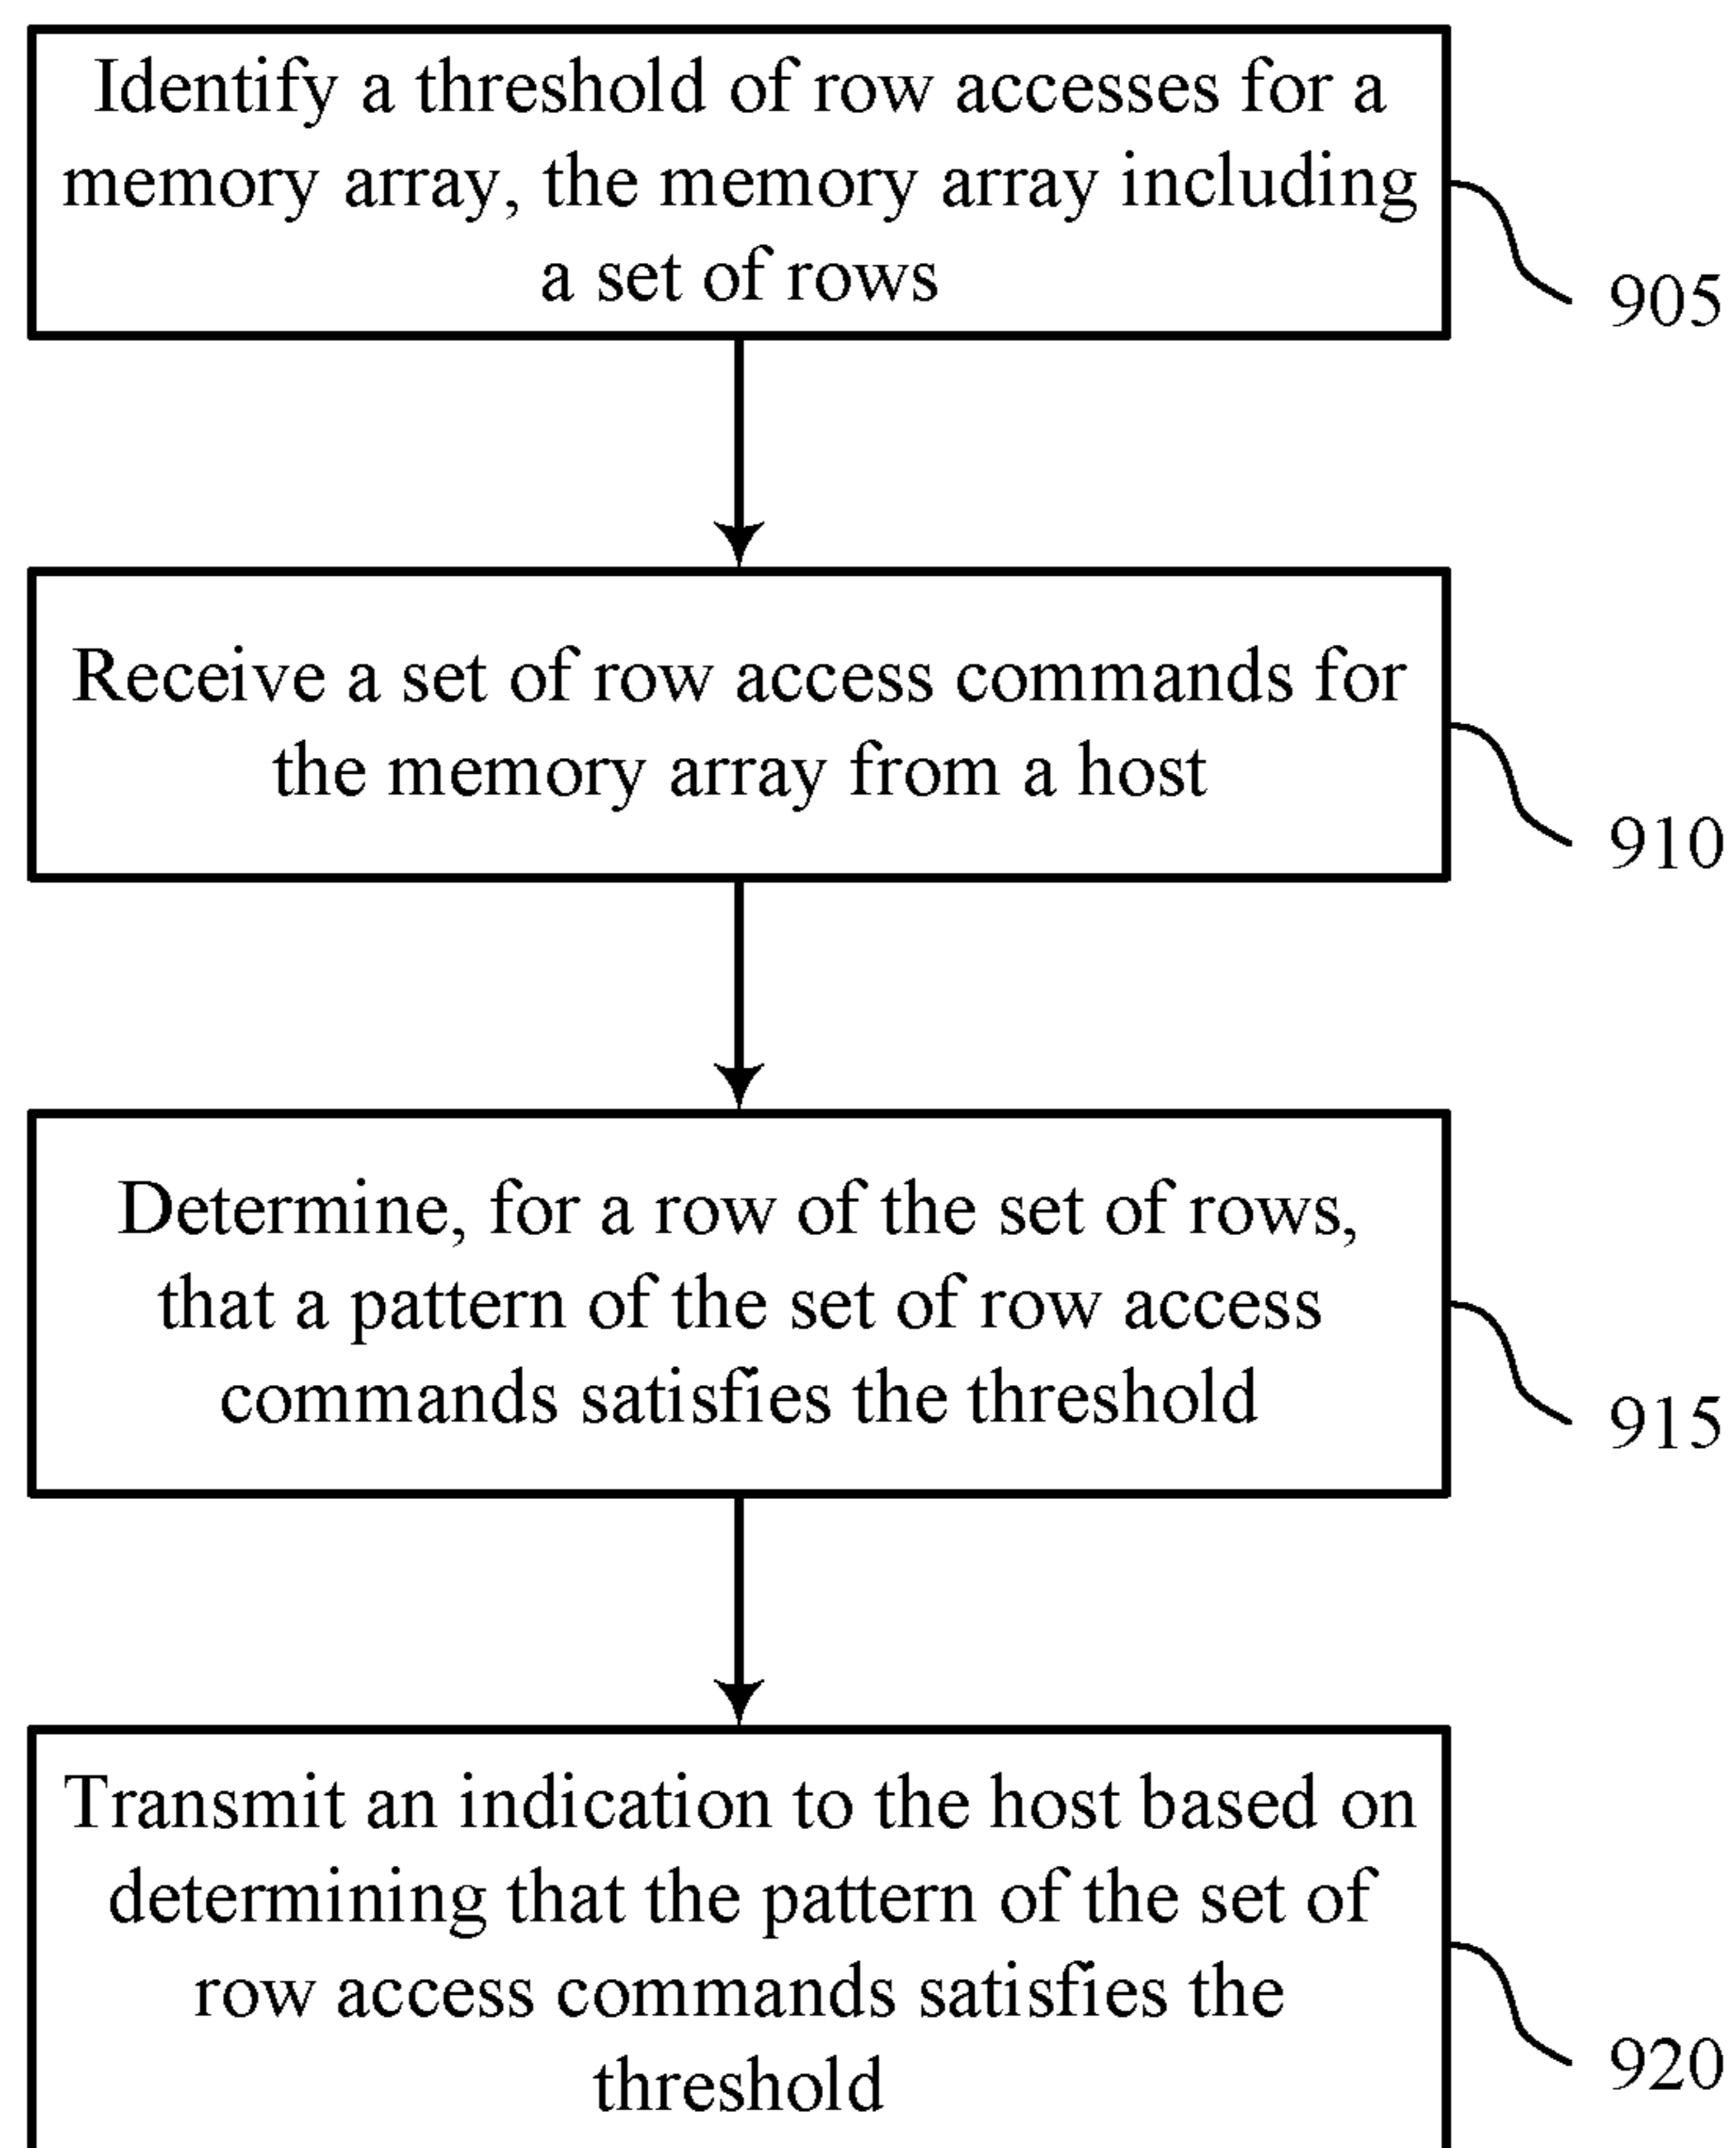 Identify a threshold of row accesses for a
memory array, the memory array including
a set of rows
905
Receive a set of row access commands for
the memory array from a host
910
Determine, for a row of the set of rows,
that a pattern of the set of row access
commands satisfies the threshold
915
Transmit an indication to the host based on
determining that the pattern of the set of
row access commands satisfies the
threshold
920